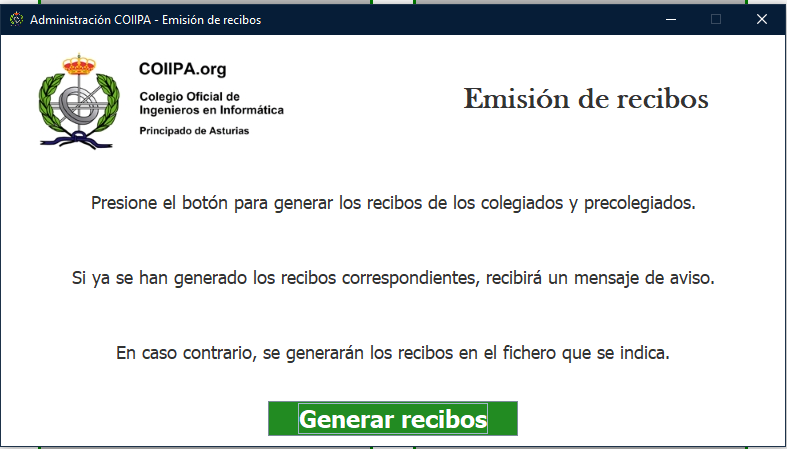 Administración COIIPA - Emisión de recibos
COIIPA.org
Colegio Oficial de
Ingenieros en Informática
Principado de Asturias
Emisión de recibos
Presione el botón para generar los recibos de los colegiados y precolegiados.
Si ya se han generado los recibos correspondientes, recibirá un mensaje de aviso.
En caso contrario, se generarán los recibos en el fichero que se indica.
Generar recibos